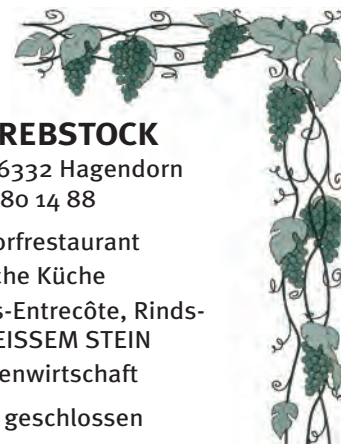 REBSTOCK
6332 Hagendorn
80 14 88
orfrestaurant
che Küche
s-Entrecôte, Rinds-
EISSEM STEIN
enwirtschaft
geschlossen